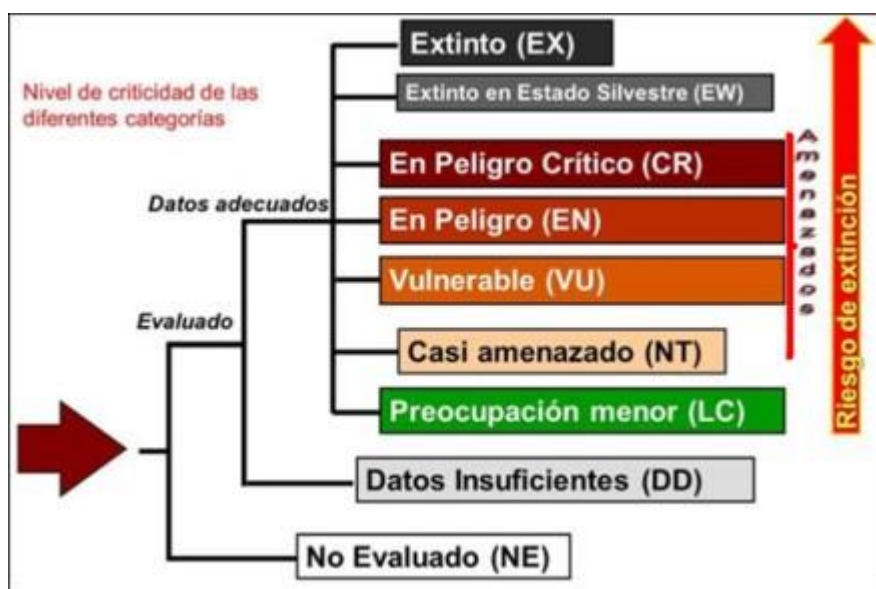 Extinto (EX)
Extinto en Estado Silvestre (EW)
Nivel de criticidad de las
diferentes categorías
En Peligro Crítico (CR)
Datos adecuados
En Peligro (EN)
Vulnerable (VU)
Evaluado
Casi amenazado (NT)
Preocupación menor (LC)
Datos Insuficientes (DD)
No Evaluado (NE)
Amenazados
Riesgo de extinción